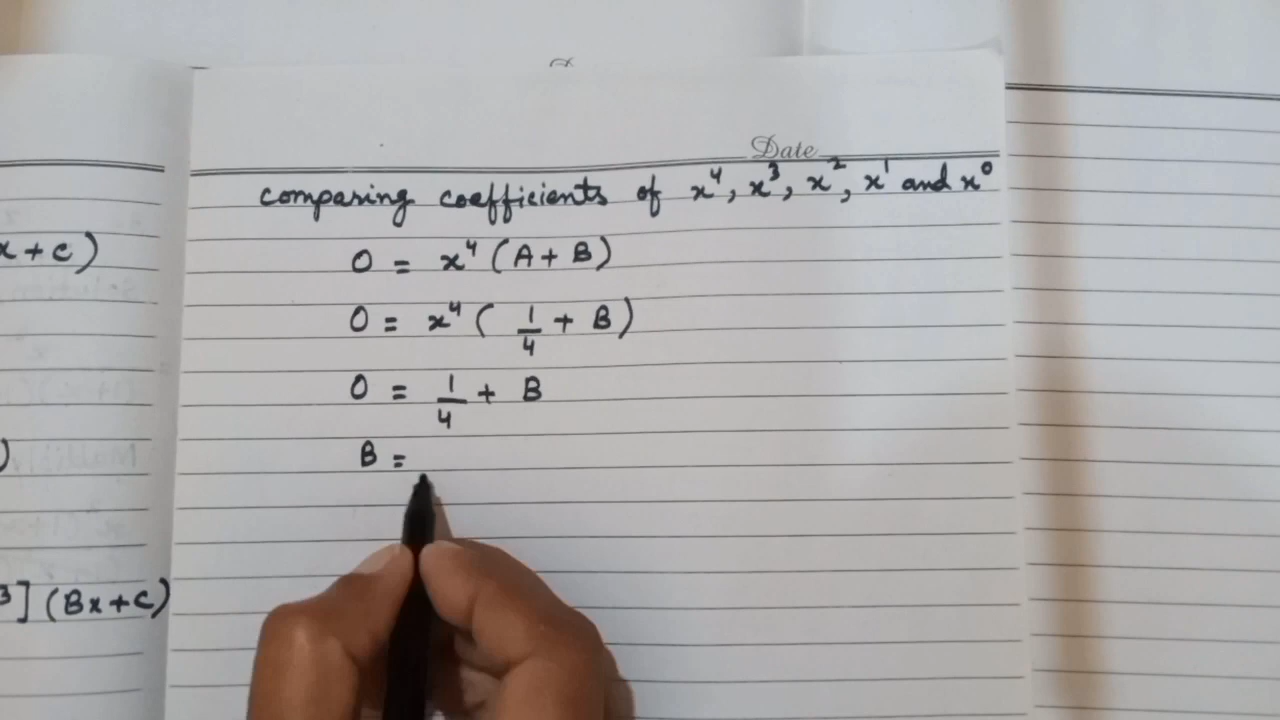 Date
comparing coefficients of x⁴, x³, x², x¹ and x⁰
x + c)
0 = x⁴ (A + B)
0 = x⁴ ( 1/4 + B)
0 = 1/4 + B
)
B =
³] (Bx + c)